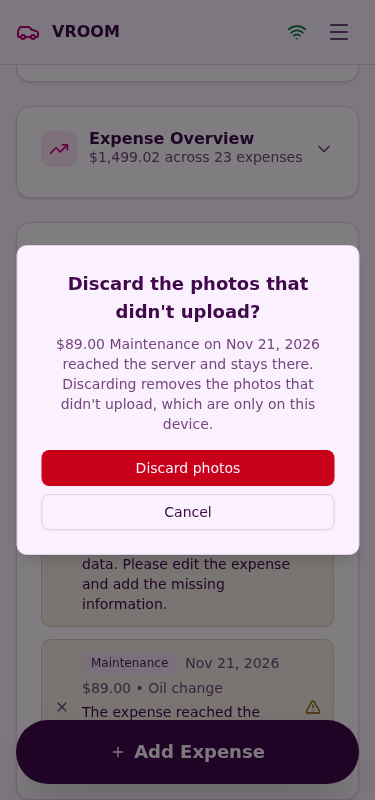 VROOM
Expense Overview
$1,499.02 across 23 expenses
Discard the photos that
didn't upload?
$89.00 Maintenance on Nov 21, 2026
reached the server and stays there.
Discarding removes the photos that
didn't upload, which are only on this
device.
Discard photos
Cancel
data. Please edit the expense
and add the missing
information.
Maintenance Nov 21, 2026
$89.00 • Oil change
The expense reached the
+ Add Expense